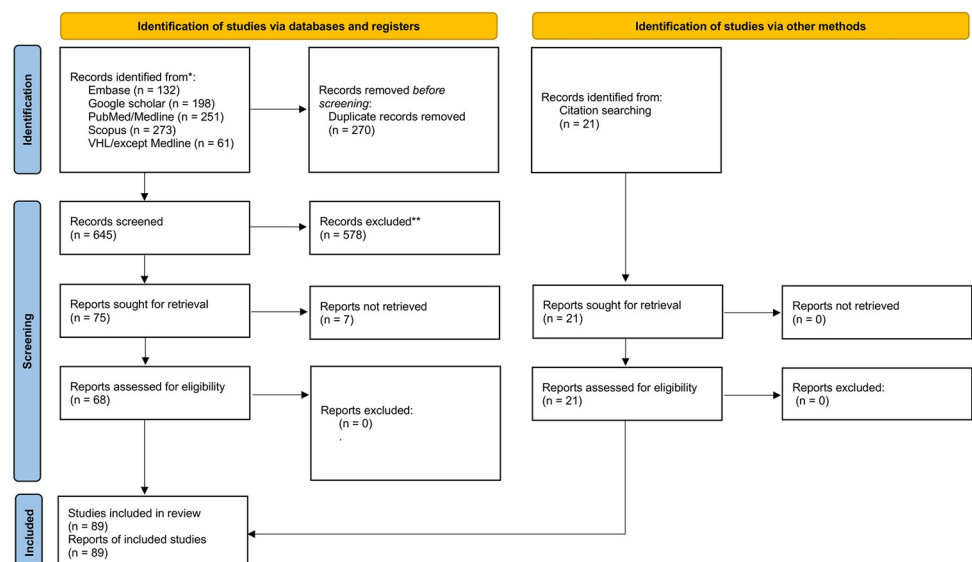 Identification of studies via databases and registers
Identification of studies via other methods
Identification
Records identified from*:
Embase (n = 132)
Google scholar (n = 198)
PubMed/Medline (n = 251)
Scopus (n = 273)
VHL/except Medline (n = 61)
Records removed before
screening:
Duplicate records removed
(n = 270)
Records identified from:
Citation searching
(n = 21)
Screening
Records screened
(n = 645)
Records excluded**
(n = 578)
Reports sought for retrieval
(n = 75)
Reports not retrieved
(n = 7)
Reports sought for retrieval
(n = 21)
Reports not retrieved
(n = 0)
Reports assessed for eligibility
(n = 68)
Reports excluded:
(n = 0)
.
Reports assessed for eligibility
(n = 21)
Reports excluded:
(n = 0)
Included
Studies included in review
(n = 89)
Reports of included studies
(n = 89)